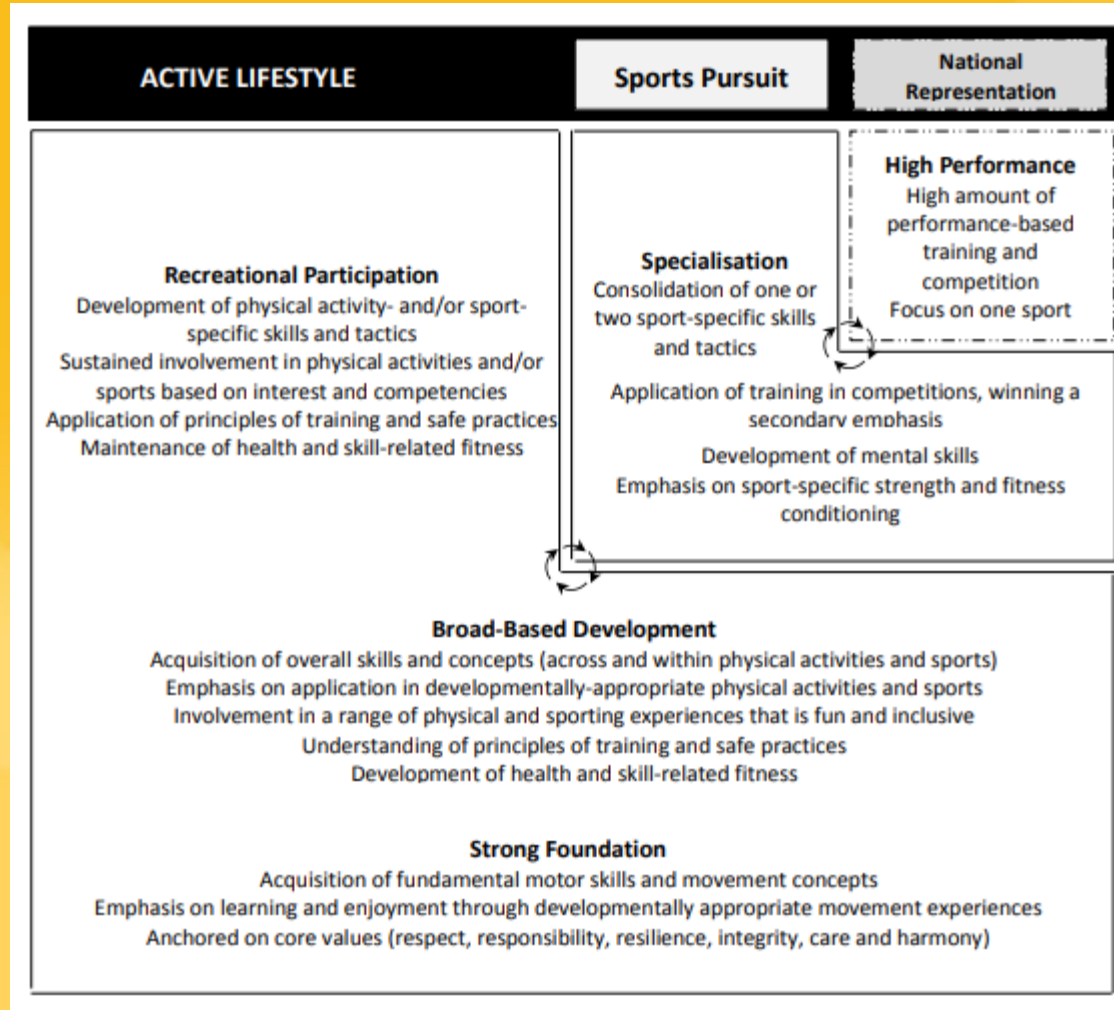 ACTIVE LIFESTYLE
Sports Pursuit
National
Representation
High Performance
High amount of
performance-based
training and
competition
Focus on one sport
Recreational Participation
Development of physical activity- and/or sport-
specific skills and tactics
Sustained involvement in physical activities and/or
sports based on interest and competencies
Application of principles of training and safe practices
Maintenance of health and skill-related fitness
Specialisation
Consolidation of one or
two sport-specific skills
and tactics
Application of training in competitions, winning a
secondary emphasis
Development of mental skills
Emphasis on sport-specific strength and fitness
conditioning
Broad-Based Development
Acquisition of overall skills and concepts (across and within physical activities and sports)
Emphasis on application in developmentally-appropriate physical activities and sports
Involvement in a range of physical and sporting experiences that is fun and inclusive
Understanding of principles of training and safe practices
Development of health and skill-related fitness
Strong Foundation
Acquisition of fundamental motor skills and movement concepts
Emphasis on learning and enjoyment through developmentally appropriate movement experiences
Anchored on core values (respect, responsibility, resilience, integrity, care and harmony)